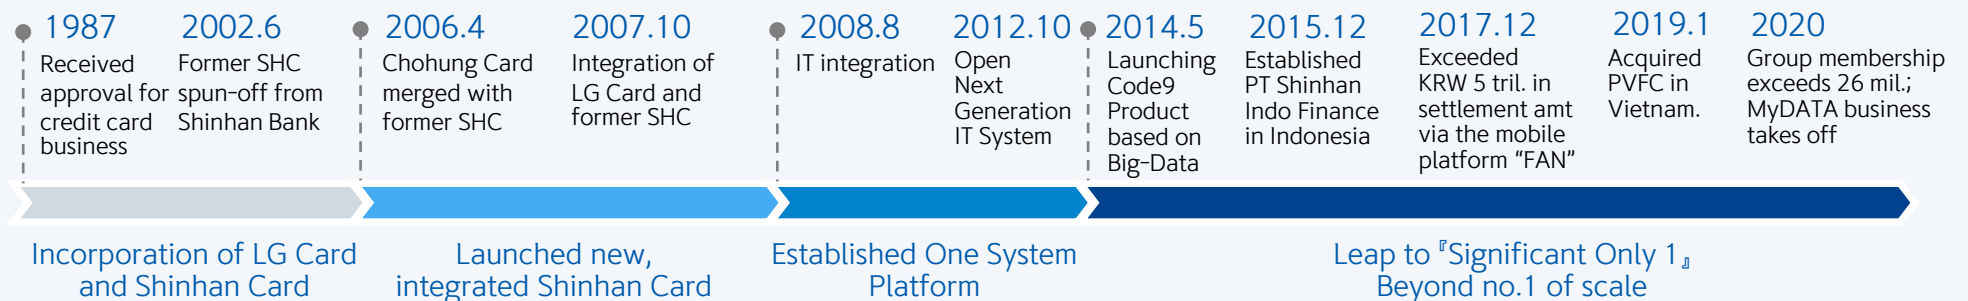 1987
Received
approval for
credit card
business
2002.6
Former SHC
spun-off from
Shinhan Bank
2006.4
Chohung Card
merged with
former SHC
2007.10
Integration of
LG Card and
former SHC
2008.8
IT integration
2012.10
Open
Next
Generation
IT System
2014.5
Launching
Code9
Product
based on
Big-Data
2015.12
Established
PT Shinhan
Indo Finance
in Indonesia
2017.12
Exceeded
KRW 5 tril. in
settlement amt
via the mobile
platform “FAN”
2019.1
Acquired
PVFC in
Vietnam.
2020
Group membership
exceeds 26 mil.;
MyDATA business
takes off
Incorporation of LG Card
and Shinhan Card
Launched new,
integrated Shinhan Card
Established One System
Platform
Leap to『Significant Only 1』
Beyond no.1 of scale